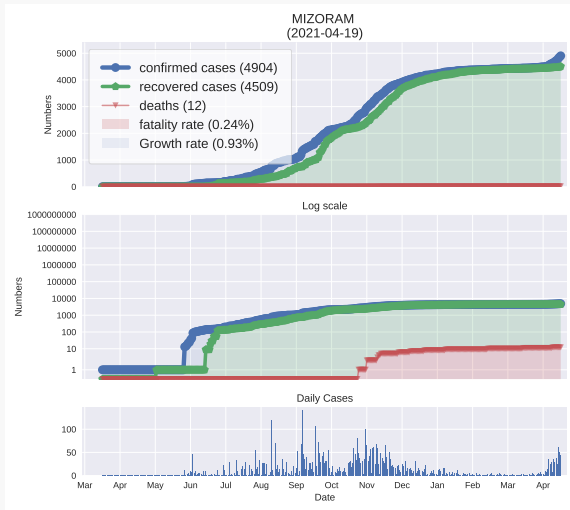 MIZORAM
(2021-04-19)
5000
4000
3000
2000
1000
0
Numbers
confirmed cases (4904)
recovered cases (4509)
deaths (12)
fatality rate (0.24%)
Growth rate (0.93%)
Log scale
1000000000
100000000
10000000
1000000
100000
10000
1000
100
10
1
Numbers
Daily Cases
100
50
0
Mar Apr May Jun Jul Aug Sep Oct Nov Dec Jan Feb Mar Apr
Date